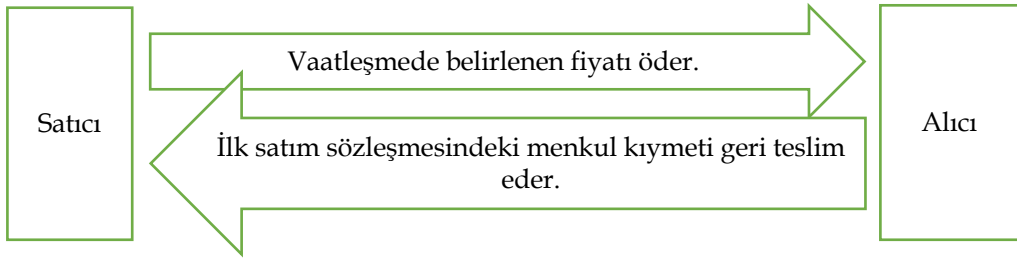 Satıcı
Vaatleşmede belirlenen fiyatı öder.
İlk satım sözleşmesindeki menkul kıymeti geri teslim
eder.
Alıcı